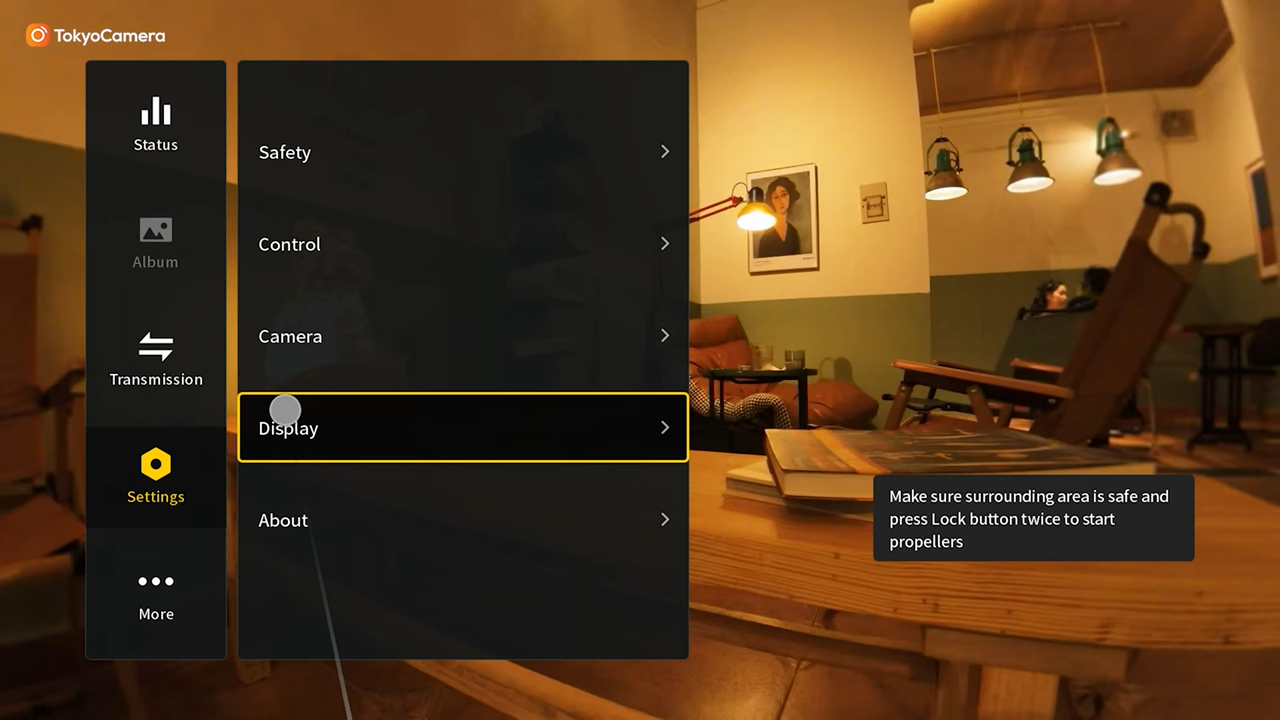 TokyoCamera
Status
Album
Transmission
Settings
More
Safety
Control
Camera
Display
About
Make sure surrounding area is safe and
press Lock button twice to start
propellers